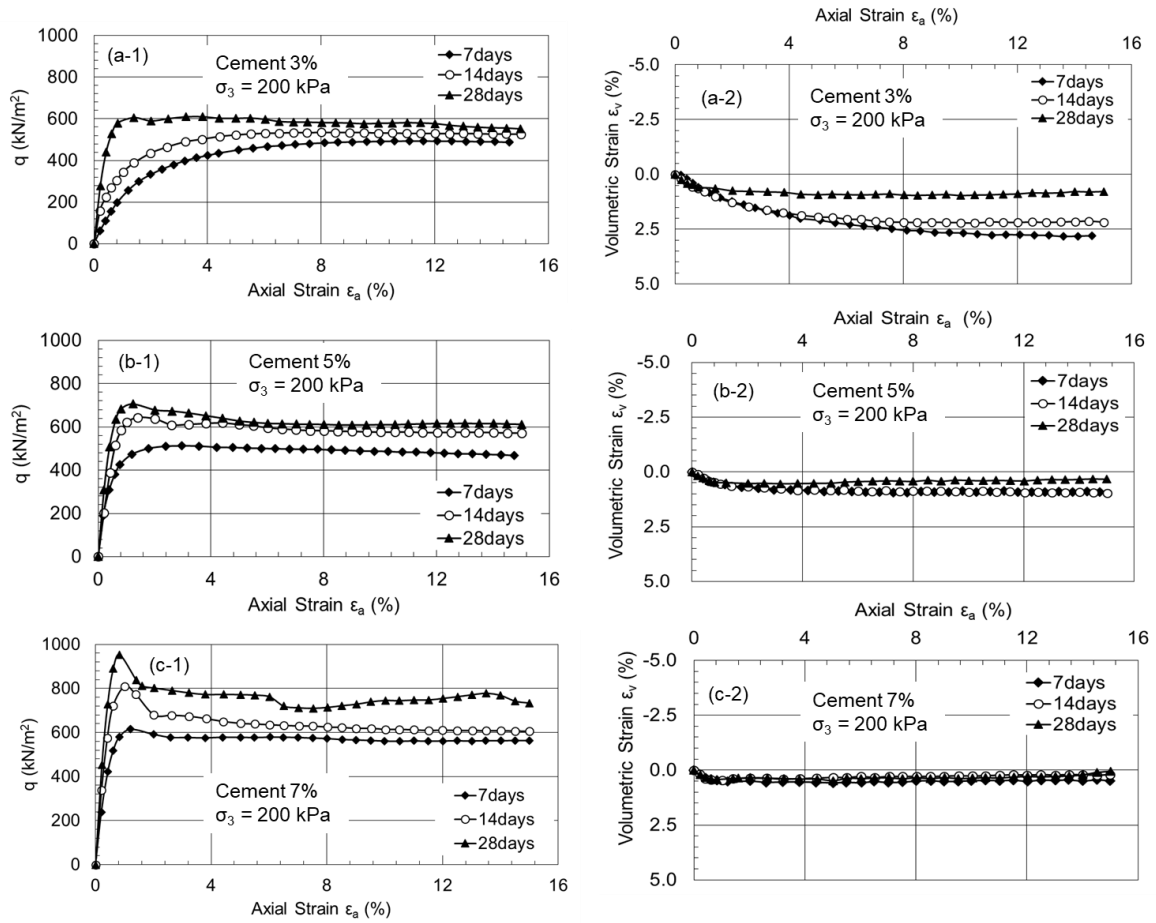 (a-1)
Cement 3%
σ3 = 200 kPa
7days
14days
28days
1000
800
600
400
200
0
q (kN/m2)
0 4 8 12 16
Axial Strain εa (%)
Axial Strain εa (%)
0 4 8 12 16
-5.0
-2.5
0.0
2.5
5.0
Volumetric Strain εv (%)
(a-2)
Cement 3%
σ3 = 200 kPa
7days
14days
28days
(b-1)
Cement 5%
σ3 = 200 kPa
7days
14days
28days
1000
800
600
400
200
0
q (kN/m2)
0 4 8 12 16
Axial Strain εa (%)
Axial Strain εa (%)
0 4 8 12 16
-5.0
-2.5
0.0
2.5
5.0
Volumetric Strain εv (%)
(b-2)
Cement 5%
σ3 = 200 kPa
7days
14days
28days
(c-1)
Cement 7%
σ3 = 200 kPa
7days
14days
28days
1000
800
600
400
200
0
q (kN/m2)
0 4 8 12 16
Axial Strain εa (%)
Axial Strain εa (%)
0 4 8 12 16
-5.0
-2.5
0.0
2.5
5.0
Volumetric Strain εv (%)
(c-2)
Cement 7%
σ3 = 200 kPa
7days
14days
28days